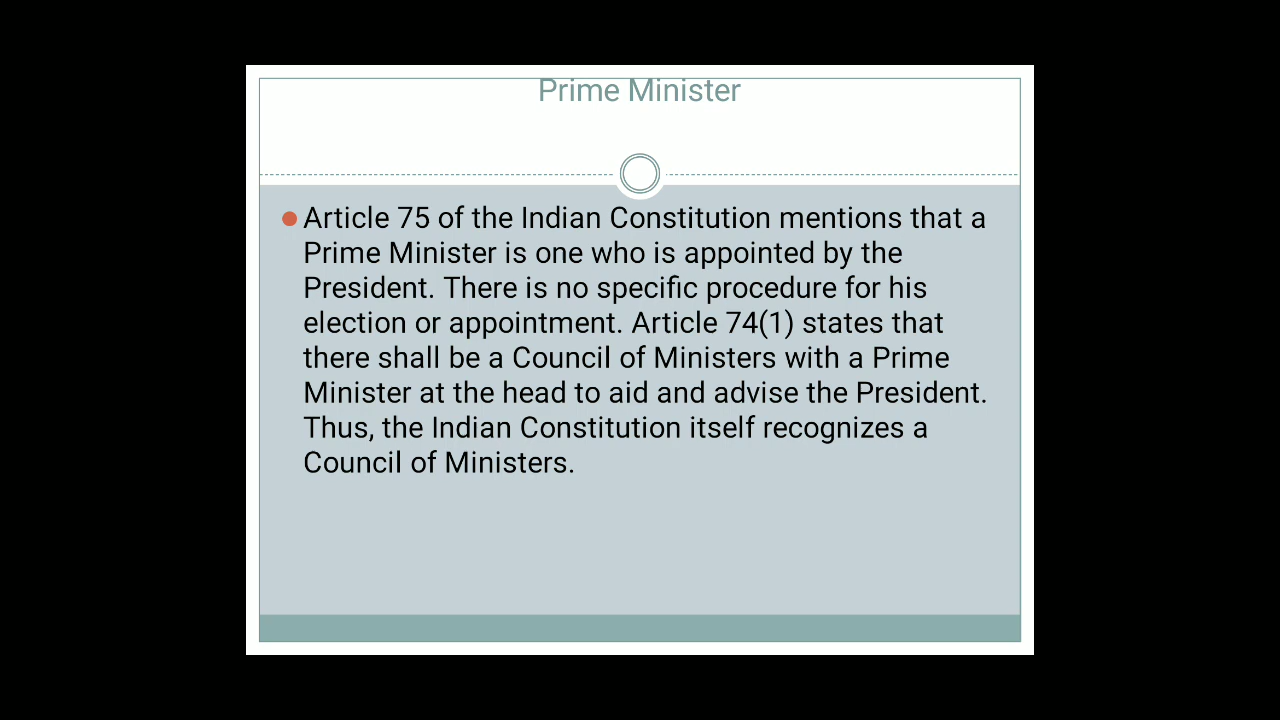 Prime Minister
Article 75 of the Indian Constitution mentions that a
Prime Minister is one who is appointed by the
President. There is no specific procedure for his
election or appointment. Article 74(1) states that
there shall be a Council of Ministers with a Prime
Minister at the head to aid and advise the President.
Thus, the Indian Constitution itself recognizes a
Council of Ministers.